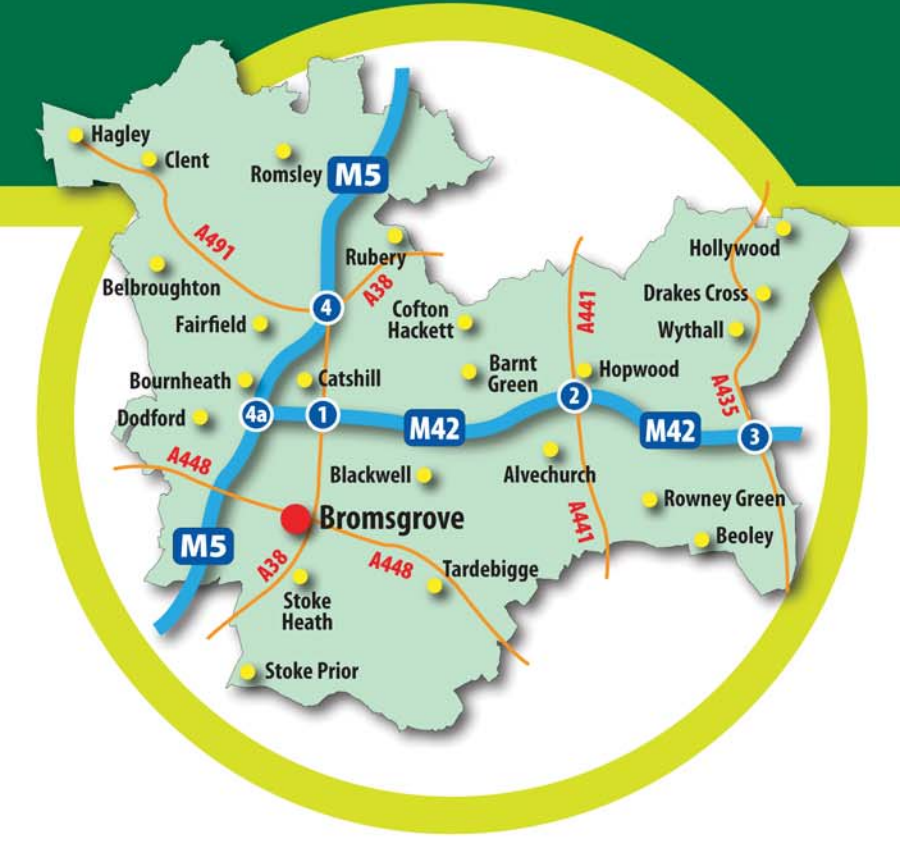 Hagley
Clent
Romsley
M5
A491
Rubery
A38
Hollywood
Belbroughton
Drakes Cross
4
Cofton
Hackett
A441
Fairfield
Wythall
Barnt
Green
Hopwood
Bournheath
Catshill
A435
2
Dodford
4a
1
M42
M42
3
A448
Blackwell
Alvechurch
Rowney Green
Bromsgrove
A441
Beoley
M5
A38
A448
Tardebigge
Stoke
Heath
Stoke Prior